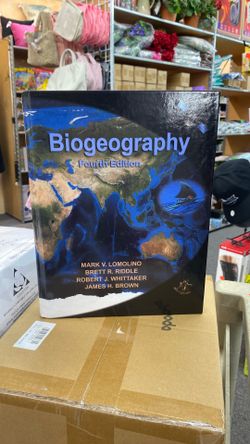 Biogeography
Fourth Edition
MARK V. LOMOLINO
BRETT R. RIDDLE
ROBERT J. WHITTAKER
JAMES H. BROWN